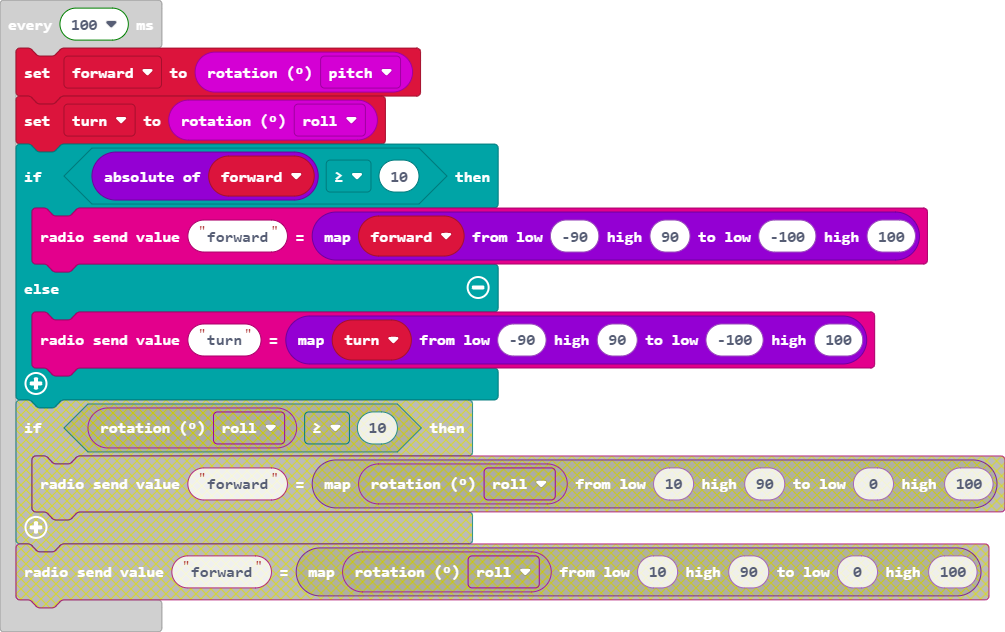 every 100 ms
set forward to rotation (º) pitch
set turn to rotation (º) roll
if absolute of forward ≥ 10 then
radio send value "forward" = map forward from low -90 high 90 to low -100 high 100
else
radio send value "turn" = map turn from low -90 high 90 to low -100 high 100
if rotation (º) roll ≥ 10 then
radio send value "forward" = map rotation (º) roll from low 10 high 90 to low 0 high 100
radio send value "forward" = map rotation (º) roll from low 10 high 90 to low 0 high 100